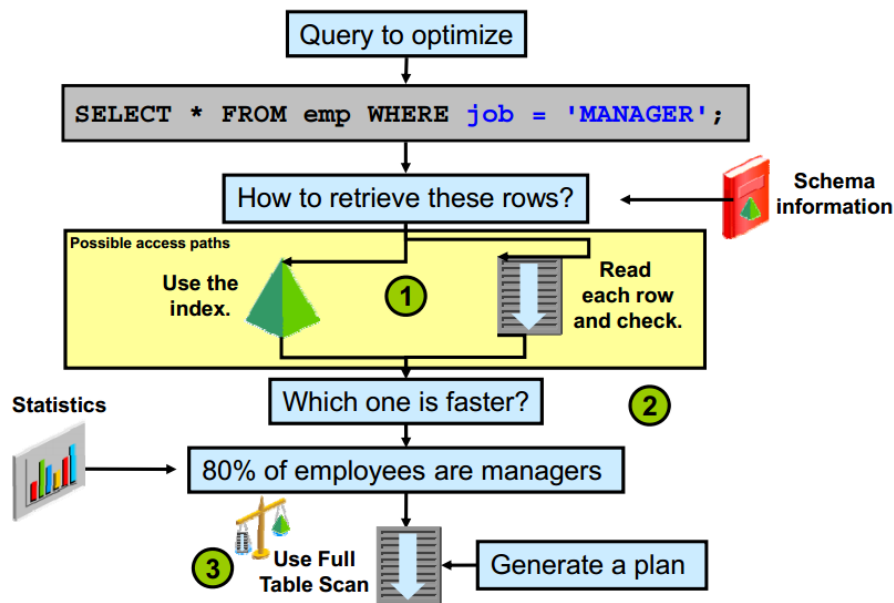 Query to optimize
SELECT * FROM emp WHERE job = 'MANAGER';
How to retrieve these rows?
Schema
information
Possible access paths
Use the
index.
1
Read
each row
and check.
Which one is faster?
2
Statistics
80% of employees are managers
3
Use Full
Table Scan
Generate a plan